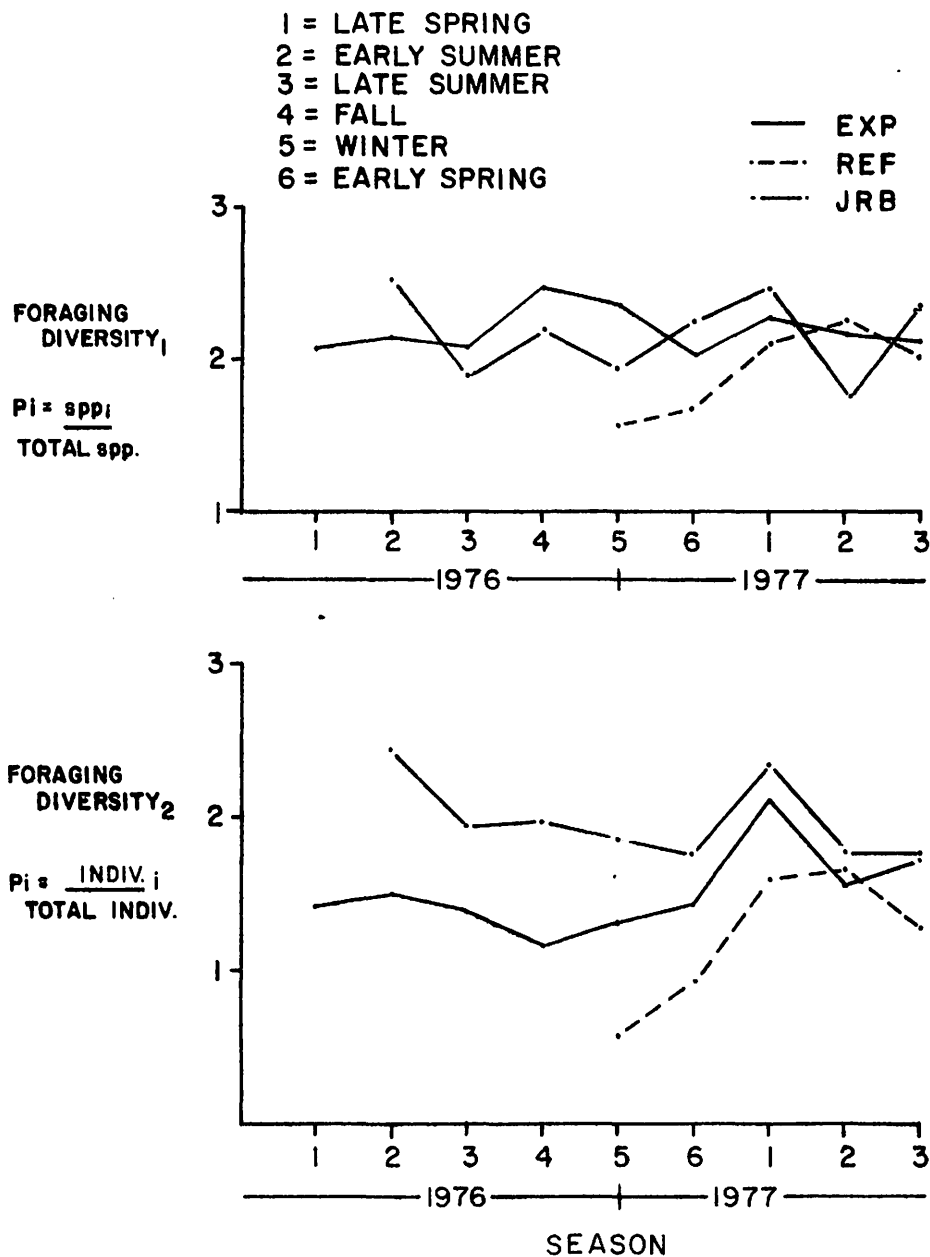 1 = LATE SPRING
2 = EARLY SUMMER
3 = LATE SUMMER
4 = FALL
5 = WINTER
6 = EARLY SPRING
EXP
REF
JRB
3
2
1
FORAGING
DIVERSITY1
Pi = sppi
TOTAL spp.
1 2 3 4 5 6 1 2 3
1976 1977
3
2
1
FORAGING
DIVERSITY2
Pi = INDIV. i
TOTAL INDIV.
1 2 3 4 5 6 1 2 3
1976 1977
SEASON